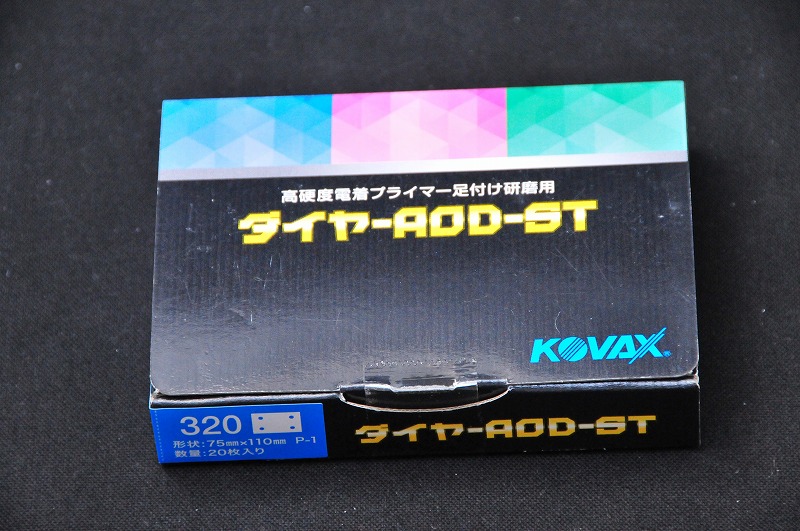 高硬度電着プライマー足付け研磨用
ダイヤ-AOD-ST
KOVAX®
320
形状:75mm×110mm P-1
数量:20枚入り
ダイヤ-AOD-ST